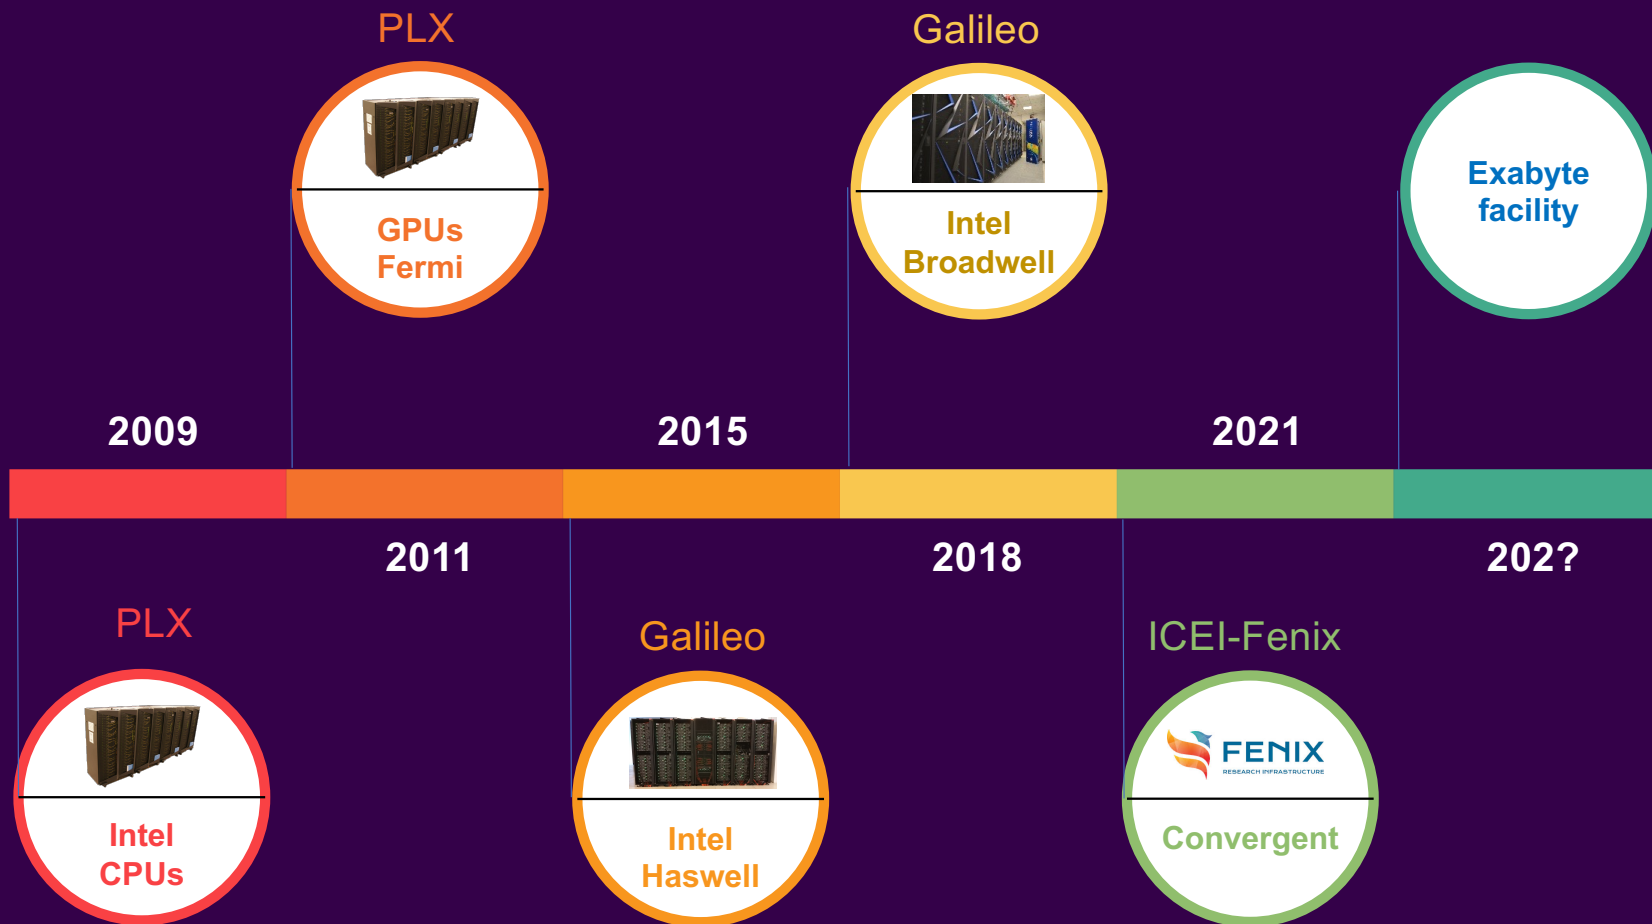 PLX
GPUs
Fermi
Galileo
Intel
Broadwell
Exabyte
facility
2009
2015
2021
2011
2018
202?
PLX
Intel
CPUs
Galileo
Intel
Haswell
ICEI-Fenix
FENIX
RESEARCH INFRASTRUCTURE
Convergent